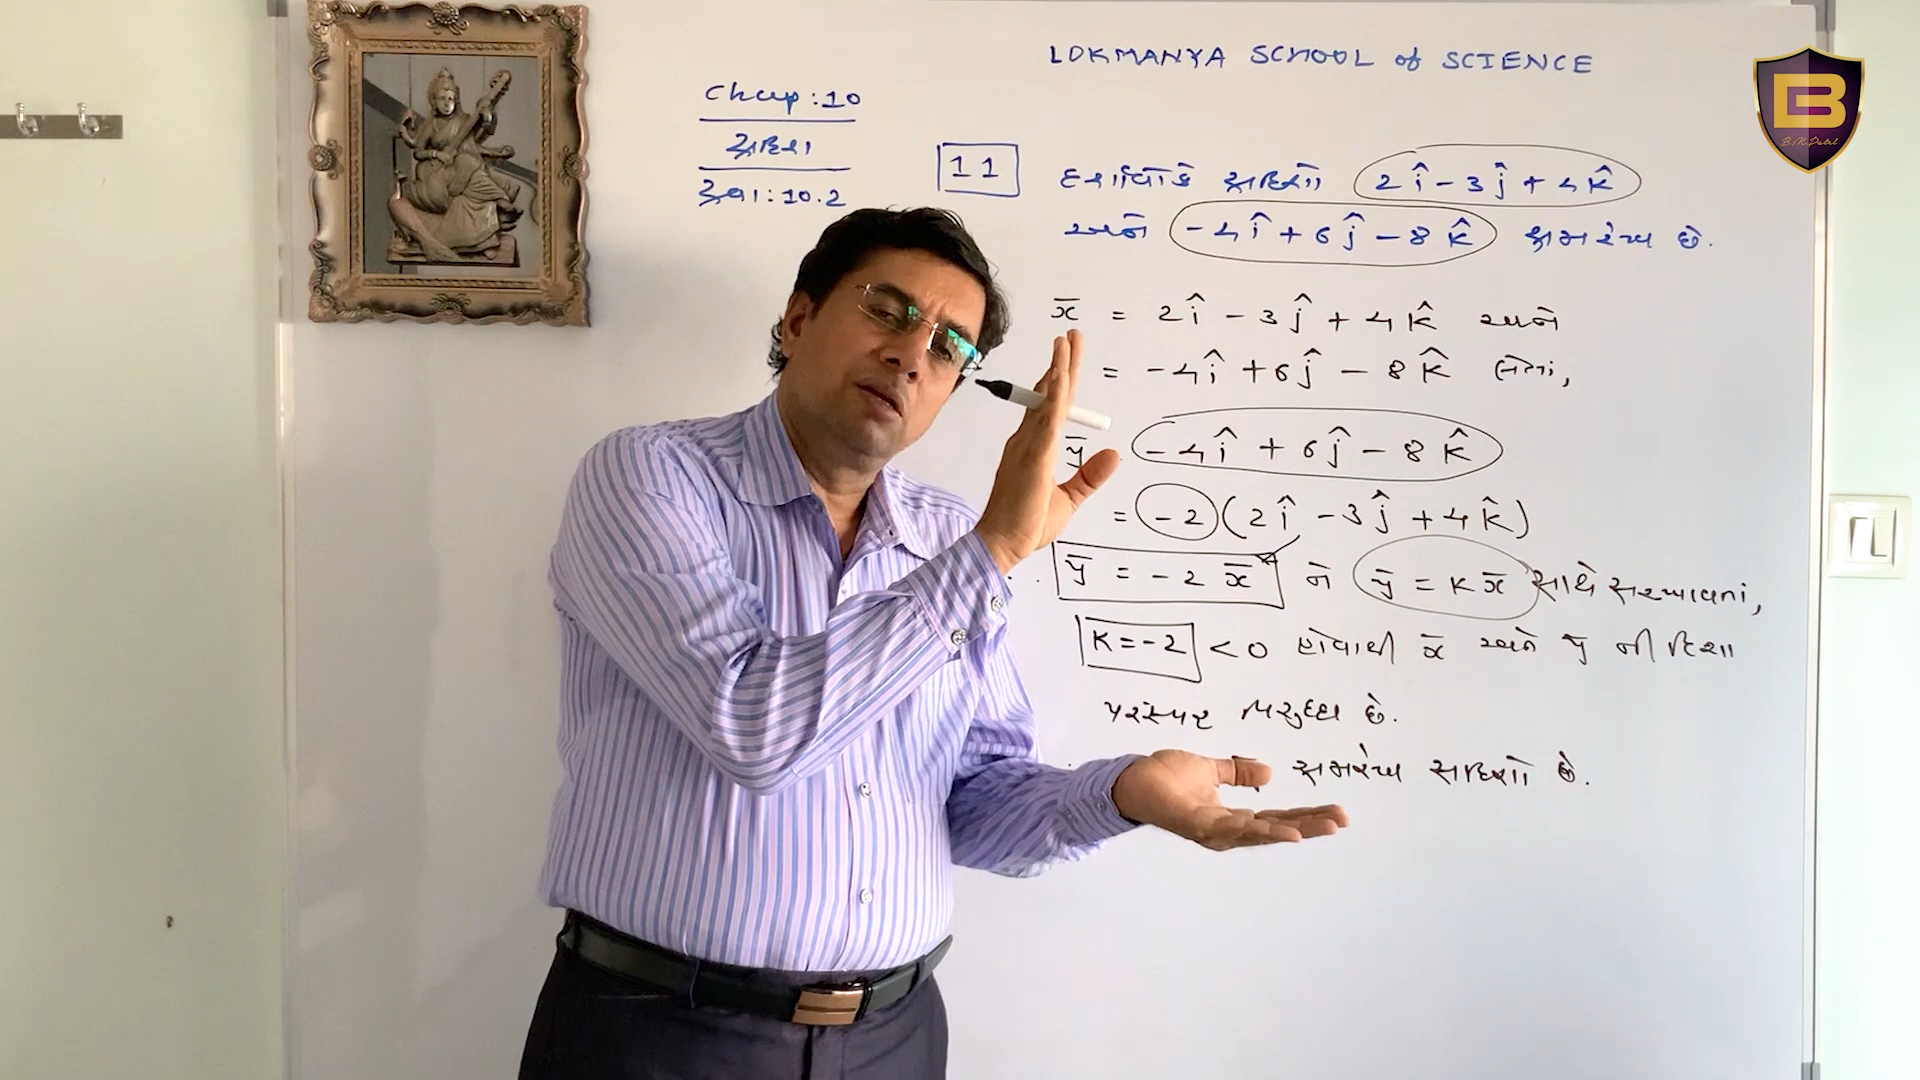 LOKMANYA SCHOOL of SCIENCE
Chap:10
સદિશ
સ્વા:10.2
11
દર્શાવો કે સદિશો 2î - 3ĵ + 4k̂
અને -4î + 6ĵ - 8k̂ સમરેખ છે.
x̄ = 2î - 3ĵ + 4k̂ અને
= -4î + 6ĵ - 8k̂ લેતાં,
ȳ -4î + 6ĵ - 8k̂
= -2(2î - 3ĵ + 4k̂)
ȳ = -2 x̄ ને ȳ = k x̄ સાથે સરખાવતાં,
K = -2 < 0 હોવાથી x̄ અને ȳ ની દિશા
પરસ્પર વિરુદ્ધ છે.
સમરેખ સદિશો છે.
B
B.M.Patel